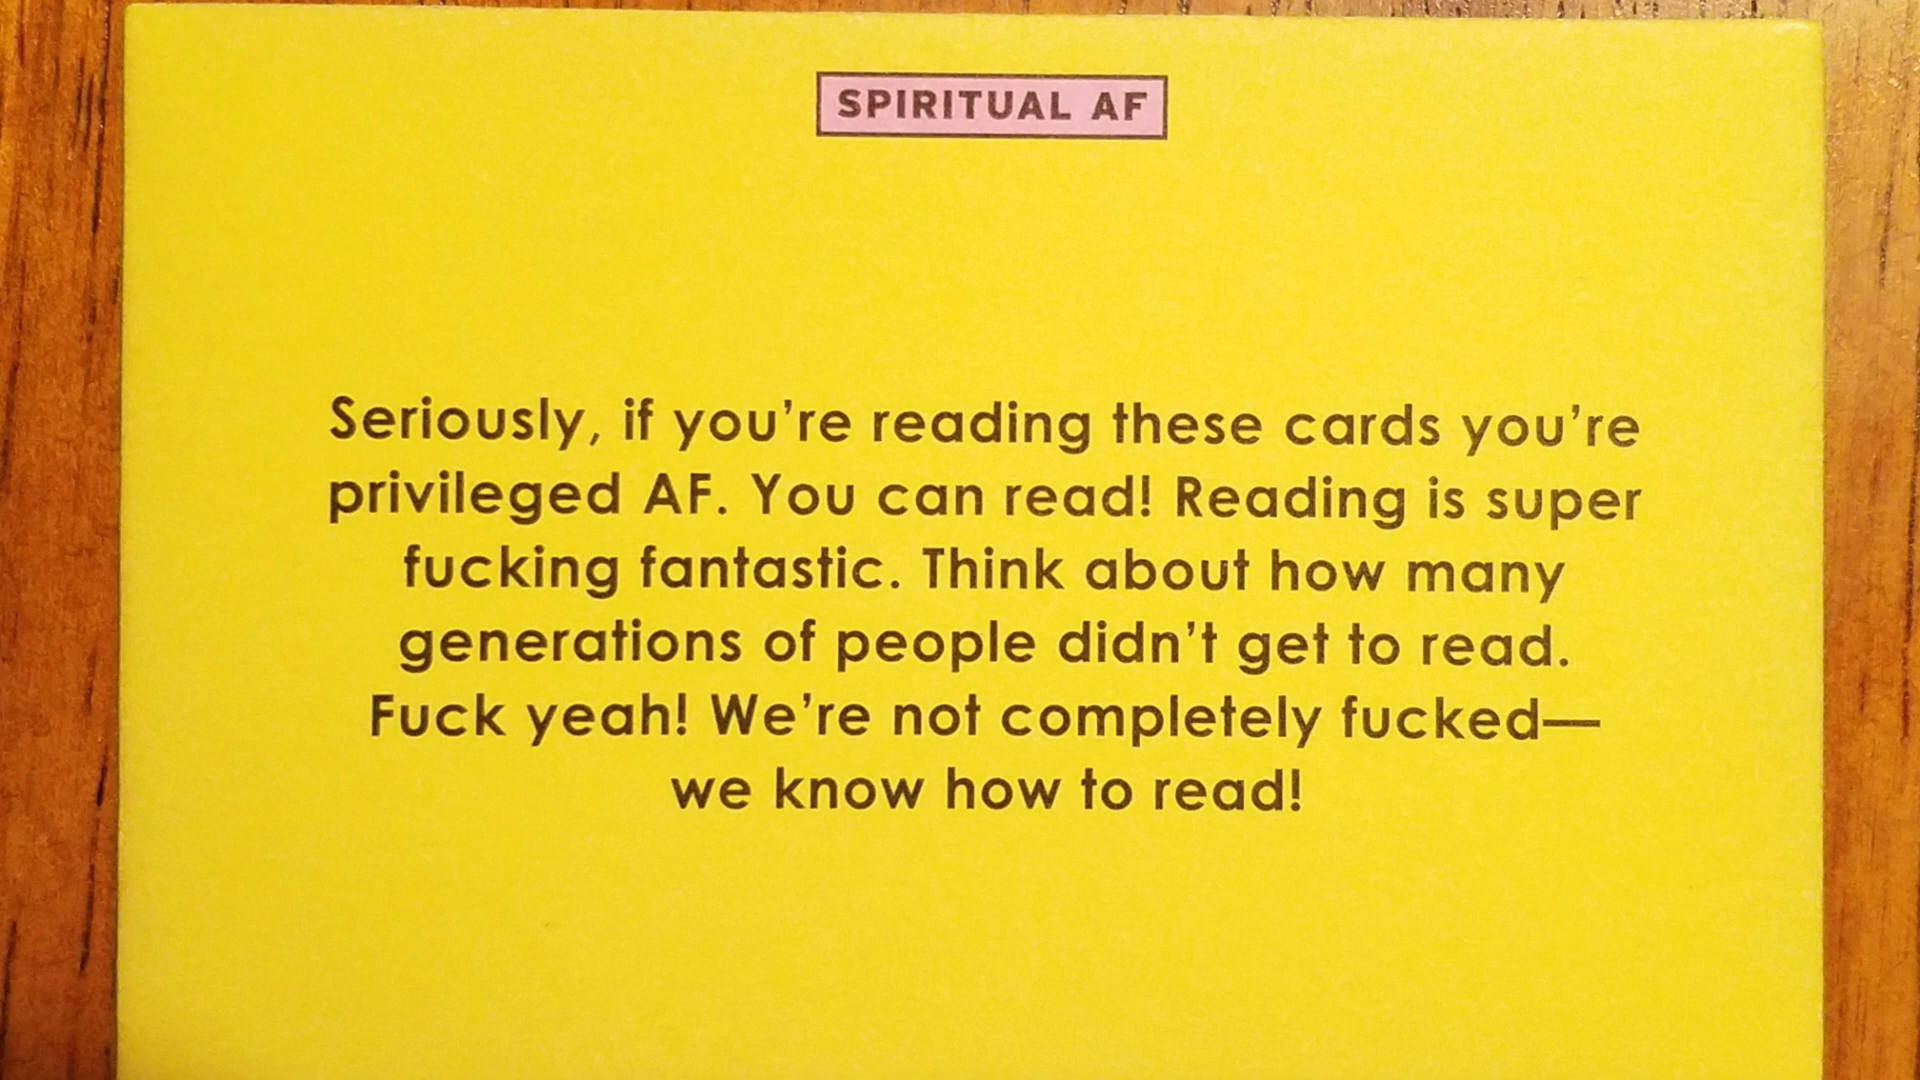 SPIRITUAL AF
Seriously, if you’re reading these cards you’re
privileged AF. You can read! Reading is super
fucking fantastic. Think about how many
generations of people didn’t get to read.
Fuck yeah! We’re not completely fucked—
we know how to read!